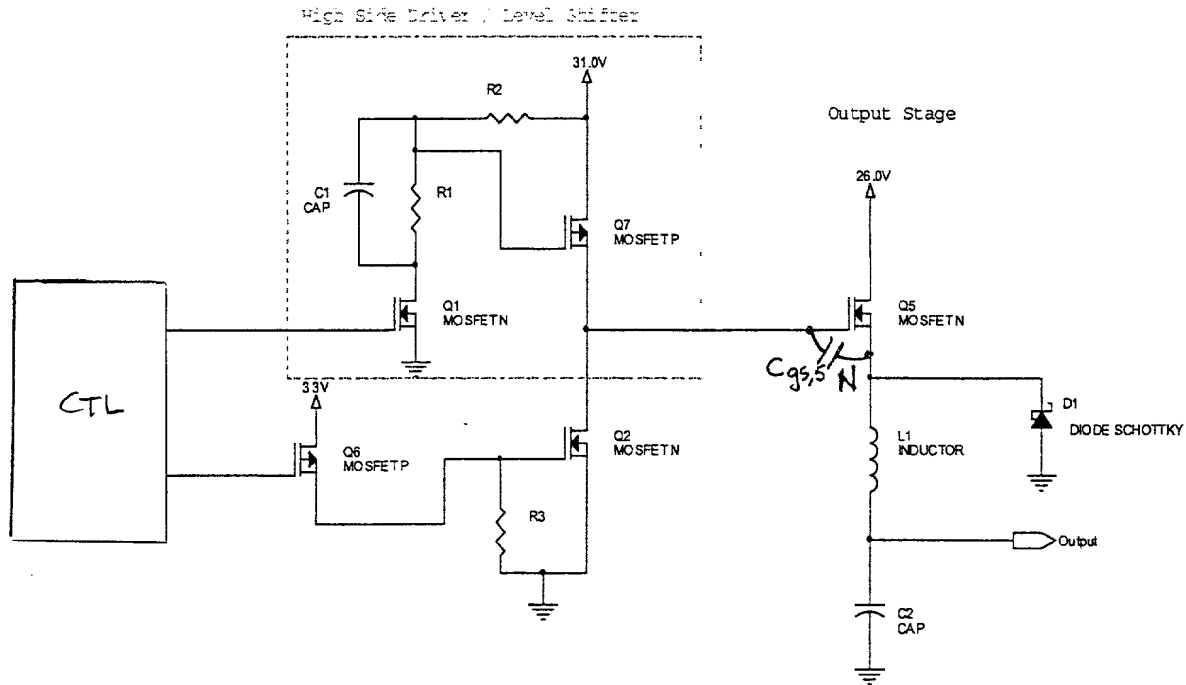 High Side Driver / Level Shifter
31.0V
R2
Output Stage
26.0V
C1
CAP
R1
Q7
MOSFETP
Q1
MOSFETN
Q5
MOSFETN
Cgs,5
N
3.3V
CTL
D1
DIODE SCHOTTKY
Q6
MOSFETP
Q2
MOSFETN
L1
INDUCTOR
R3
Output
C2
CAP